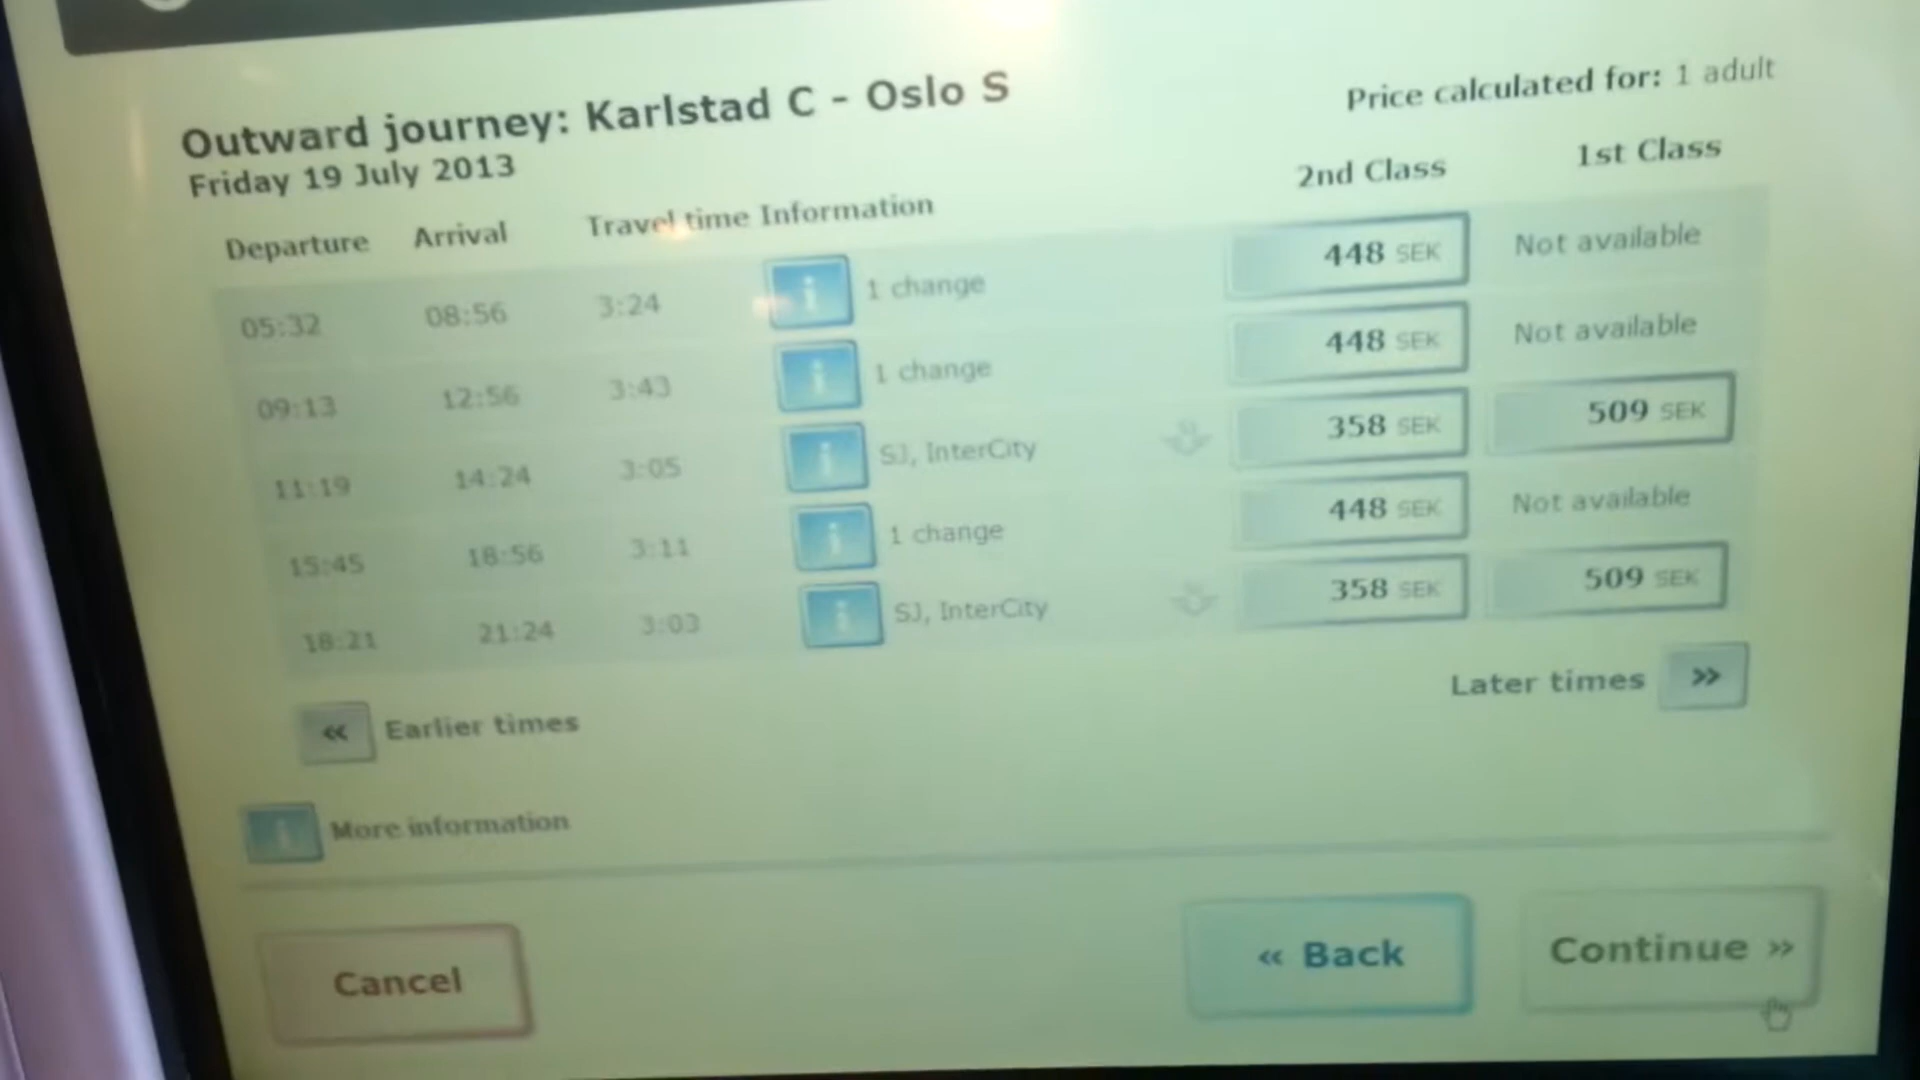 Outward journey: Karlstad C - Oslo S
Price calculated for: 1 adult
Friday 19 July 2013
Departure Arrival Travel time Information 2nd Class 1st Class
05:32 08:56 3:24 i 1 change 448 SEK Not available
09:13 12:56 3:43 i 1 change 448 SEK Not available
11:19 14:24 3:05 i SJ, InterCity 358 SEK 509 SEK
15:45 18:56 3:11 i 1 change 448 SEK Not available
18:21 21:24 3:03 i SJ, InterCity 358 SEK 509 SEK
« Earlier times Later times »
i More information
Cancel « Back Continue »